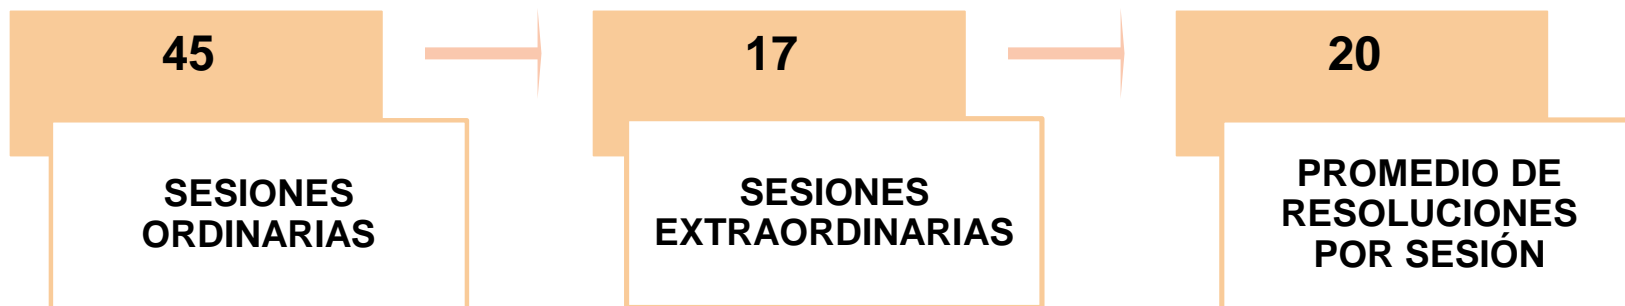 45
SESIONES
ORDINARIAS
17
SESIONES
EXTRAORDINARIAS
20
PROMEDIO DE
RESOLUCIONES
POR SESIÓN